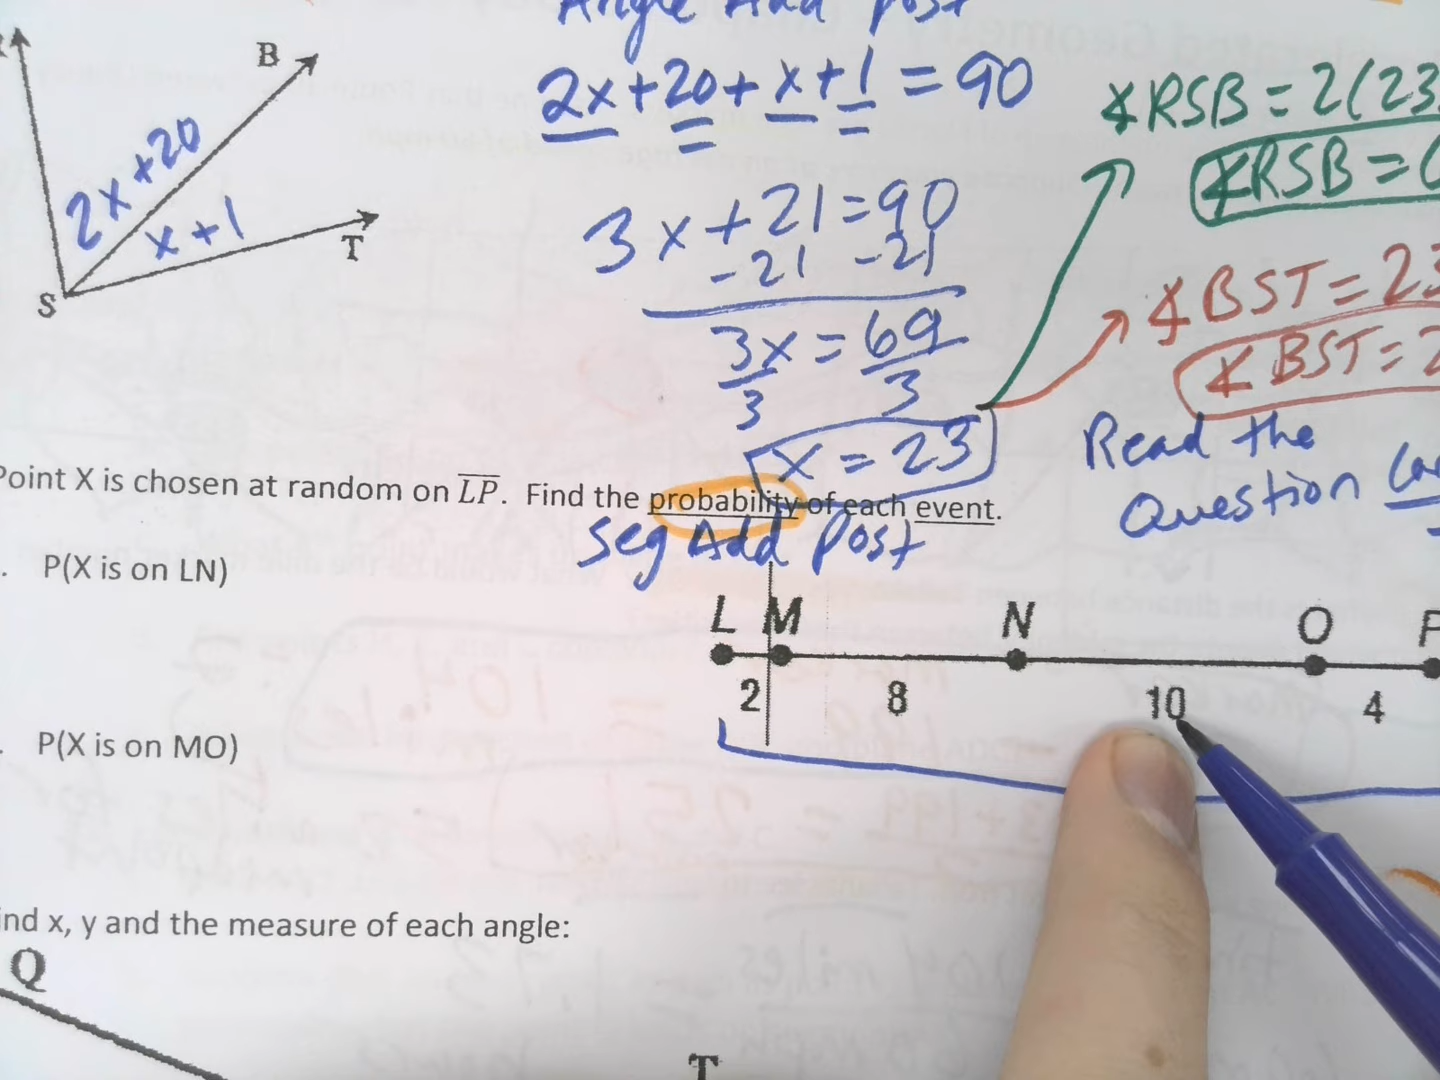 Angle Add Post
B
2x + 20 + x + 1 = 90
∡RSB = 2(23
∡RSB =
2x + 20
x + 1
T
S
3x + 21 = 90
-21 -21
∡BST = 23
∡BST = 2
3x = 69
3 3
x = 23
Read the
Question
Point X is chosen at random on LP. Find the probability of each event.
Seg Add Post
P(X is on LN)
L M N O P
2 8 10 4
P(X is on MO)
ind x, y and the measure of each angle:
Q
T